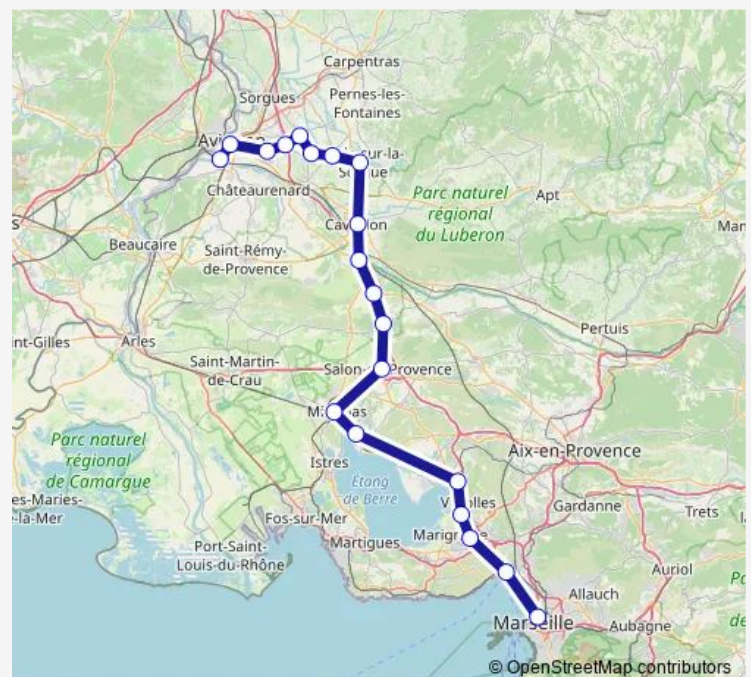 Carpentras
Sorgues
Pernes-les-
Fontaines
sur-la-
Châteaurenard
Apt
Parc naturel
régional
du Luberon
Beaucaire
Saint-Rémy-
de-Provence
Pertuis
Arles
Saint-Martin-
de-Crau
Parc naturel
régional
de Camargue
Istres
Étang
de Berre
Aix-en-Provence
Gardanne
Trets
Fos-sur-Mer
Martigues
Port-Saint-
Louis-du-Rhône
Auriol
Allauch
Marseille
Aubagne
© OpenStreetMap contributors